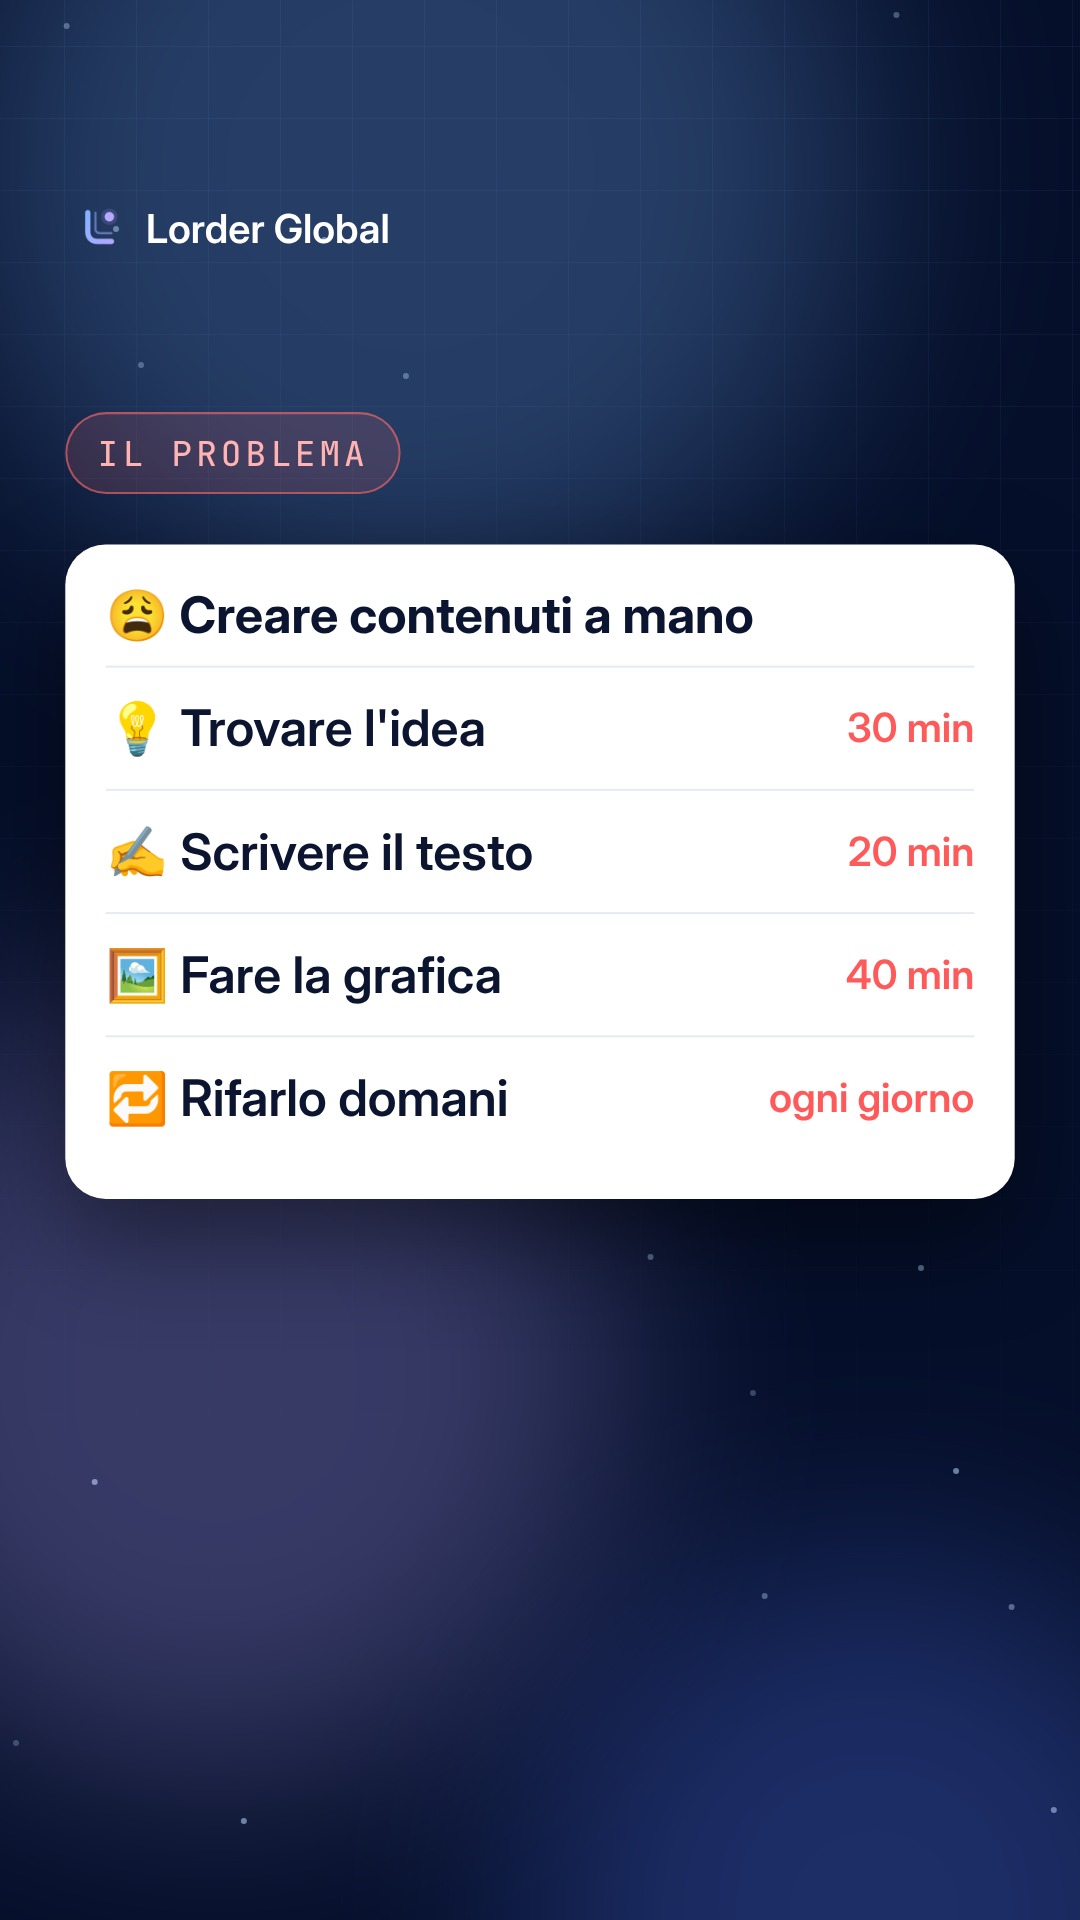 Lorder Global
IL PROBLEMA
😩 Creare contenuti a mano
💡 Trovare l'idea 30 min
✍️ Scrivere il testo 20 min
🖼️ Fare la grafica 40 min
🔁 Rifarlo domani ogni giorno